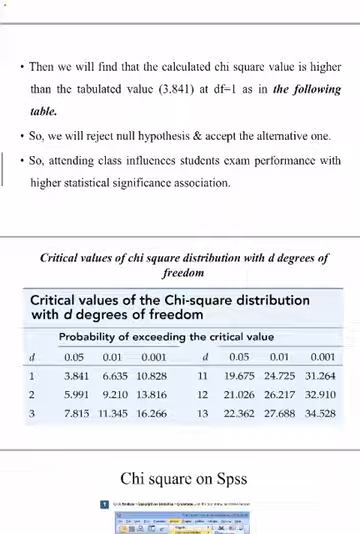 • Then we will find that the calculated chi square value is higher
than the tabulated value (3.841) at df=1 as in the following
table.
• So, we will reject null hypothesis & accept the alternative one.
• So, attending class influences students exam performance with
higher statistical significance association.
Critical values of chi square distribution with d degrees of
freedom
Critical values of the Chi-square distribution
with d degrees of freedom
Probability of exceeding the critical value
d 0.05 0.01 0.001 d 0.05 0.01 0.001
1 3.841 6.635 10.828 11 19.675 24.725 31.264
2 5.991 9.210 13.816 12 21.026 26.217 32.910
3 7.815 11.345 16.266 13 22.362 27.688 34.528
Chi square on Spss
1